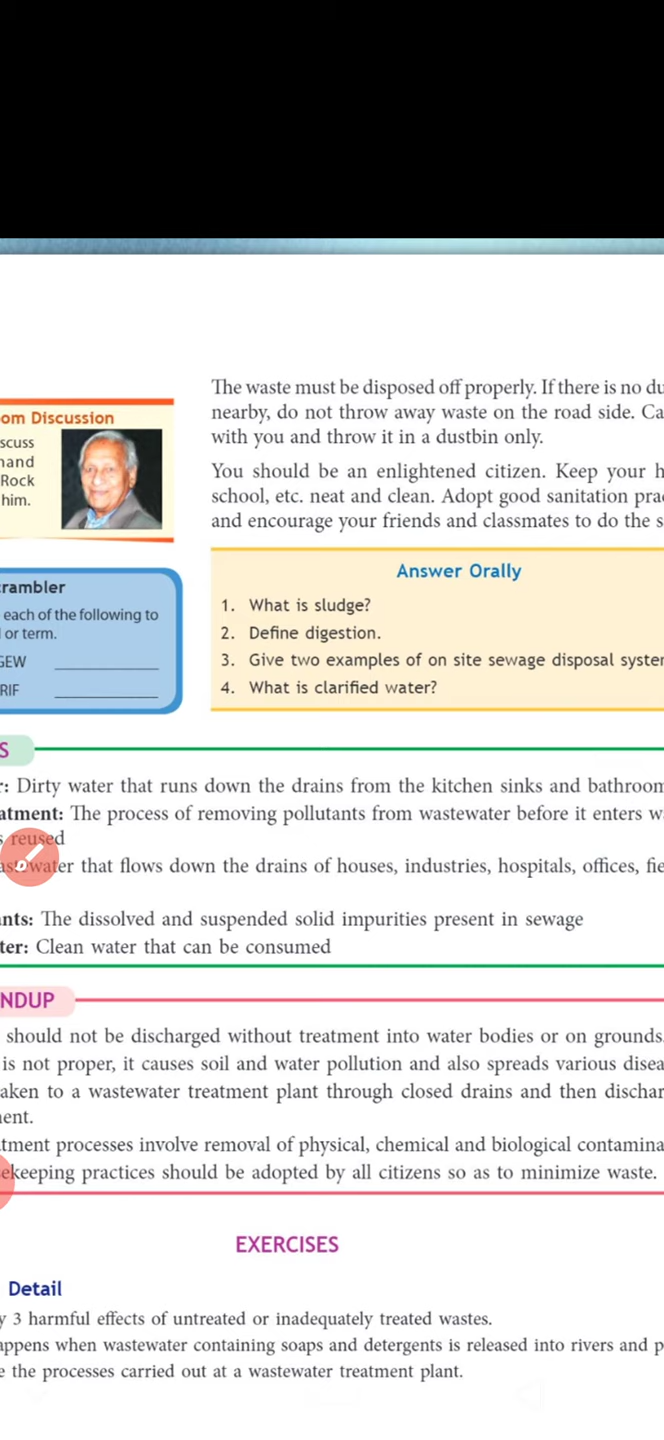 The waste must be disposed off properly. If there is no du
nearby, do not throw away waste on the road side. Ca
with you and throw it in a dustbin only.
You should be an enlightened citizen. Keep your h
school, etc. neat and clean. Adopt good sanitation prac
and encourage your friends and classmates to do the s
om Discussion
scuss
hand
Rock
him.
crambler
each of the following to
or term.
GEW
RIF
Answer Orally
1. What is sludge?
2. Define digestion.
3. Give two examples of on site sewage disposal system
4. What is clarified water?
S
r: Dirty water that runs down the drains from the kitchen sinks and bathroom
atment: The process of removing pollutants from wastewater before it enters w
s reused
water that flows down the drains of houses, industries, hospitals, offices, fie
nts: The dissolved and suspended solid impurities present in sewage
ter: Clean water that can be consumed
NDUP
should not be discharged without treatment into water bodies or on grounds.
is not proper, it causes soil and water pollution and also spreads various disea
aken to a wastewater treatment plant through closed drains and then dischar
ent.
tment processes involve removal of physical, chemical and biological contamina
ekeeping practices should be adopted by all citizens so as to minimize waste.
EXERCISES
Detail
y 3 harmful effects of untreated or inadequately treated wastes.
appens when wastewater containing soaps and detergents is released into rivers and p
e the processes carried out at a wastewater treatment plant.